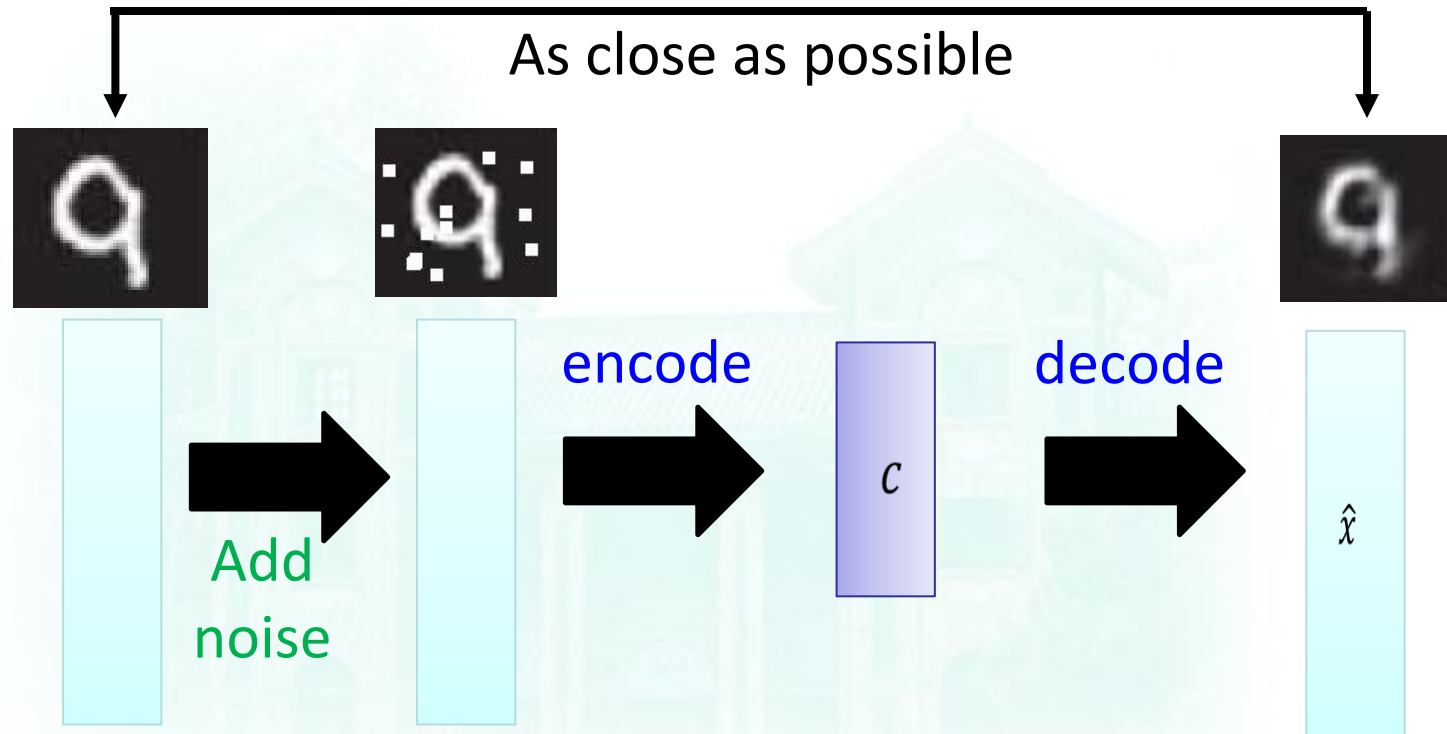 As close as possible
encode
decode
c
x̂
Add
noise